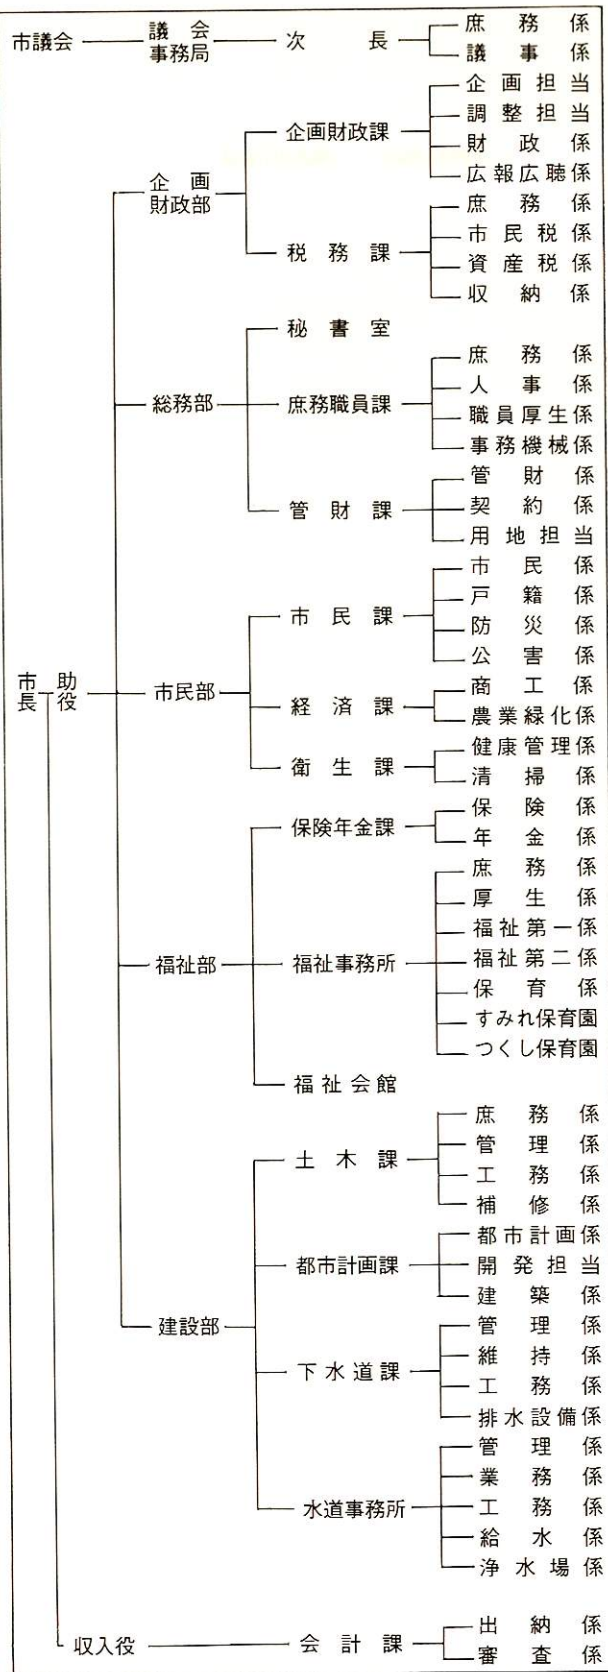 市議会 議会事務局 次長 庶務係
議事係
企画担当
調整担当
企画財政課
財政係
広報広聴係
企画財政部
庶務係
市民税係
税務課
資産税係
収納係
秘書室
庶務係
人事係
総務部 庶務職員課
職員厚生係
事務機械係
管財係
管財課 契約係
用地担当
市民係
戸籍係
市民課
防災係
公害係
市長 助役 市民部
商工係
経済課
農業緑化係
健康管理係
衛生課
清掃係
保険係
保険年金課
年金係
庶務係
厚生係
福祉第一係
福祉部 福祉事務所 福祉第二係
保育係
すみれ保育園
つくし保育園
福祉会館
庶務係
管理係
土木課
工務係
補修係
都市計画係
都市計画課 開発担当
建築係
建設部
管理係
維持係
下水道課
工務係
排水設備係
管理係
業務係
水道事務所 工務係
給水係
浄水場係
出納係
収入役 会計課
審査係